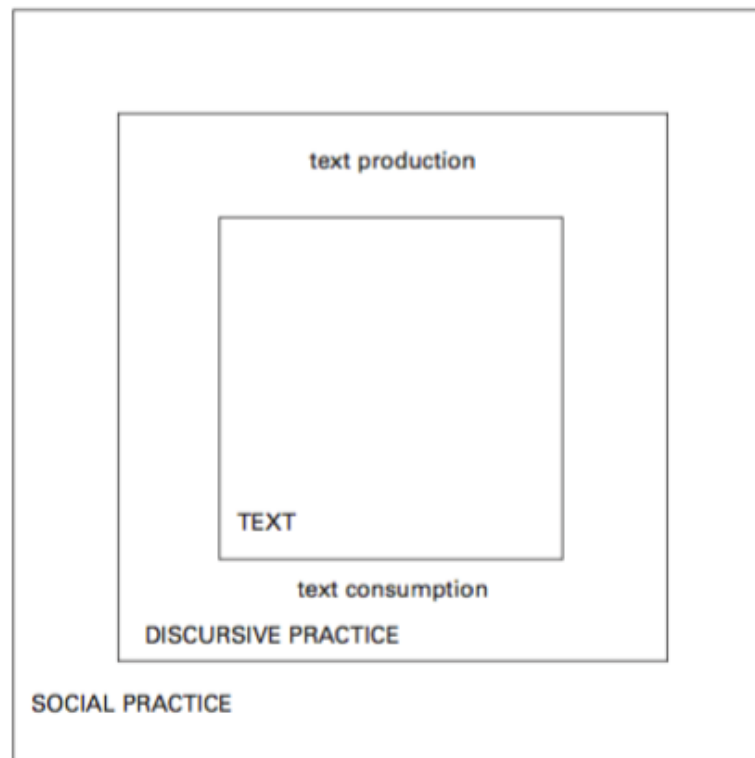 text production
TEXT
text consumption
DISCURSIVE PRACTICE
SOCIAL PRACTICE